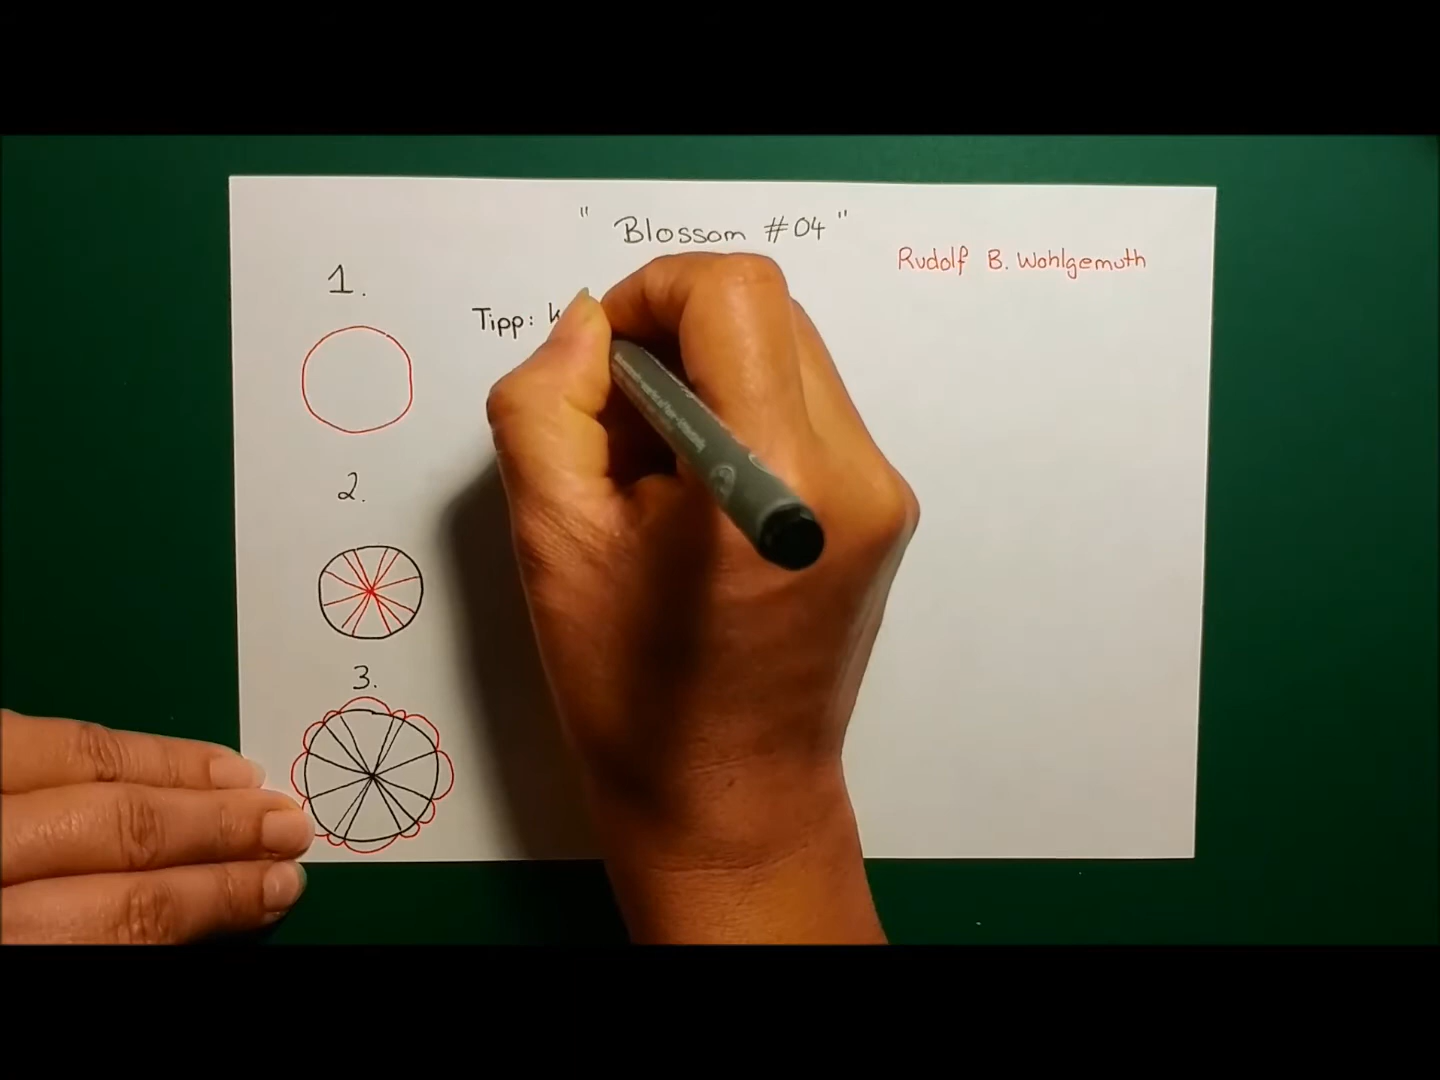 " Blossom #04 "
Rudolf B. Wohlgemuth
1.
Tipp:
2.
3.